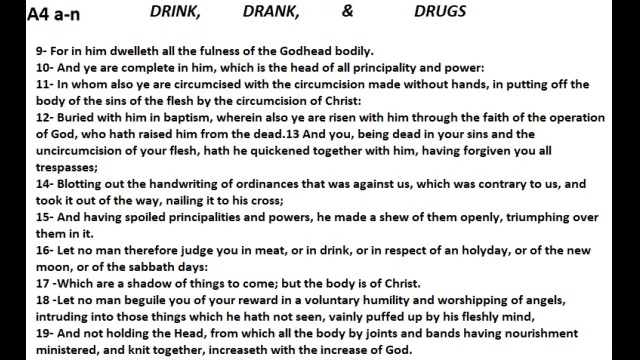 A4 a-n DRINK, DRANK, & DRUGS
9- For in him dwelleth all the fulness of the Godhead bodily.
10- And ye are complete in him, which is the head of all principality and power:
11- In whom also ye are circumcised with the circumcision made without hands, in putting off the
body of the sins of the flesh by the circumcision of Christ:
12- Buried with him in baptism, wherein also ye are risen with him through the faith of the operation
of God, who hath raised him from the dead.13 And you, being dead in your sins and the
uncircumcision of your flesh, hath he quickened together with him, having forgiven you all
trespasses;
14- Blotting out the handwriting of ordinances that was against us, which was contrary to us, and
took it out of the way, nailing it to his cross;
15- And having spoiled principalities and powers, he made a shew of them openly, triumphing over
them in it.
16- Let no man therefore judge you in meat, or in drink, or in respect of an holyday, or of the new
moon, or of the sabbath days:
17 -Which are a shadow of things to come; but the body is of Christ.
18 -Let no man beguile you of your reward in a voluntary humility and worshipping of angels,
intruding into those things which he hath not seen, vainly puffed up by his fleshly mind,
19- And not holding the Head, from which all the body by joints and bands having nourishment
ministered, and knit together, increaseth with the increase of God.